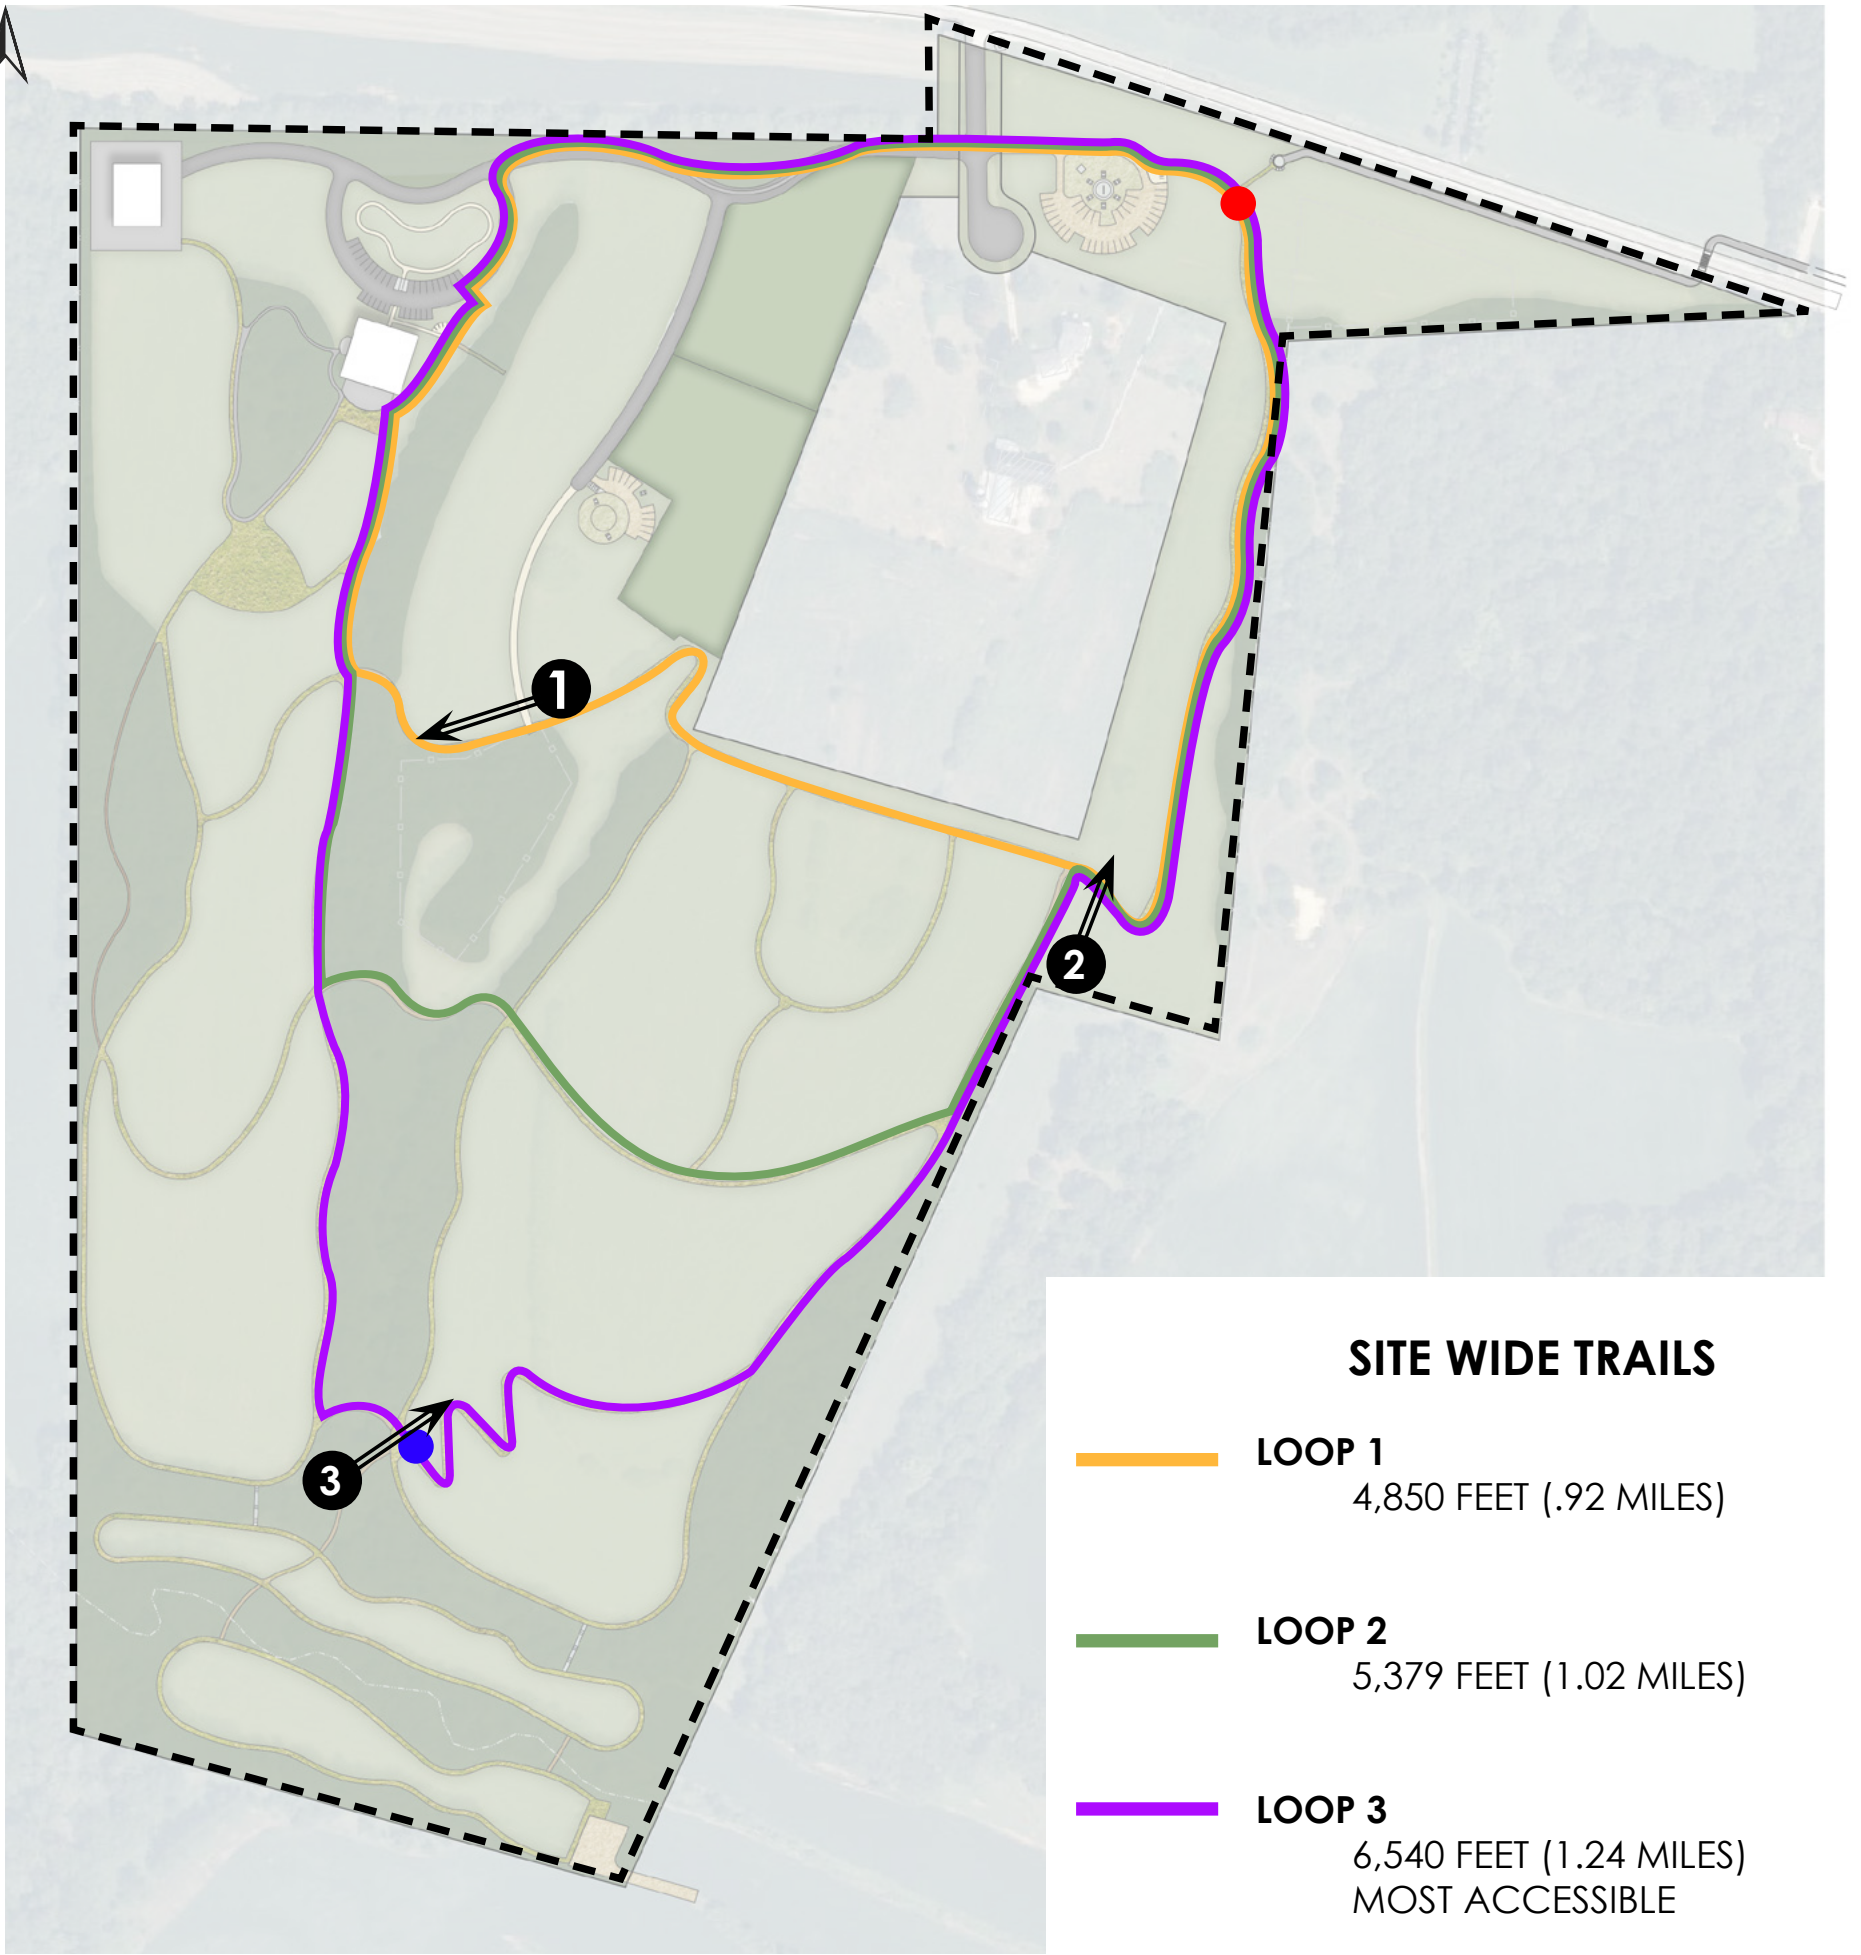 1
2
3
SITE WIDE TRAILS
LOOP 1
4,850 FEET (.92 MILES)
LOOP 2
5,379 FEET (1.02 MILES)
LOOP 3
6,540 FEET (1.24 MILES)
MOST ACCESSIBLE